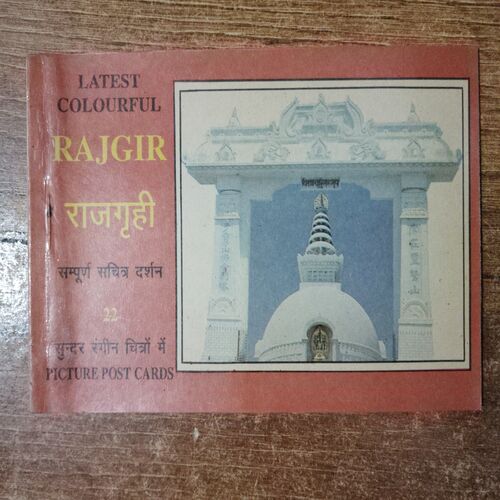 LATEST
COLOURFUL
RAJGIR
राजगृही
सम्पूर्ण सचित्र दर्शन
22
सुन्दर रंगीन चित्रों में
PICTURE POST CARDS